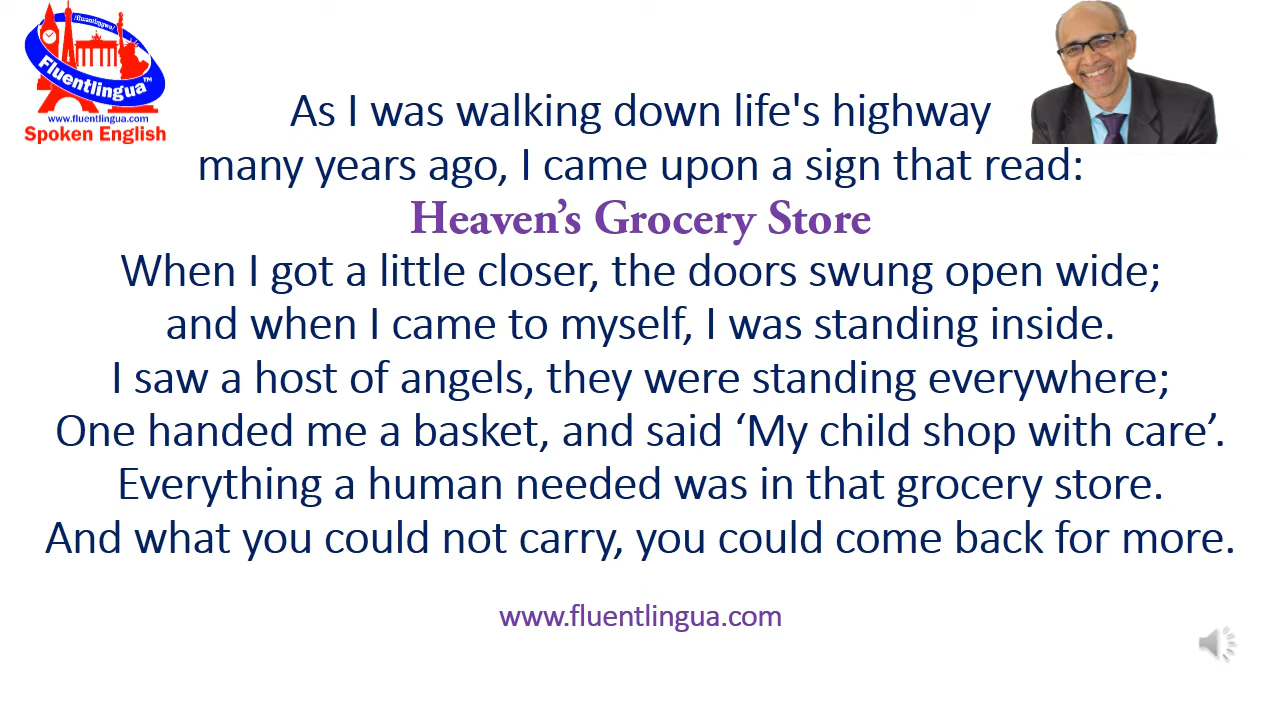 /fluentlingwo/
Fluentlingua™
www.fluentlingua.com
Spoken English
As I was walking down life's highway
many years ago, I came upon a sign that read:
Heaven’s Grocery Store
When I got a little closer, the doors swung open wide;
and when I came to myself, I was standing inside.
I saw a host of angels, they were standing everywhere;
One handed me a basket, and said ‘My child shop with care’.
Everything a human needed was in that grocery store.
And what you could not carry, you could come back for more.
www.fluentlingua.com